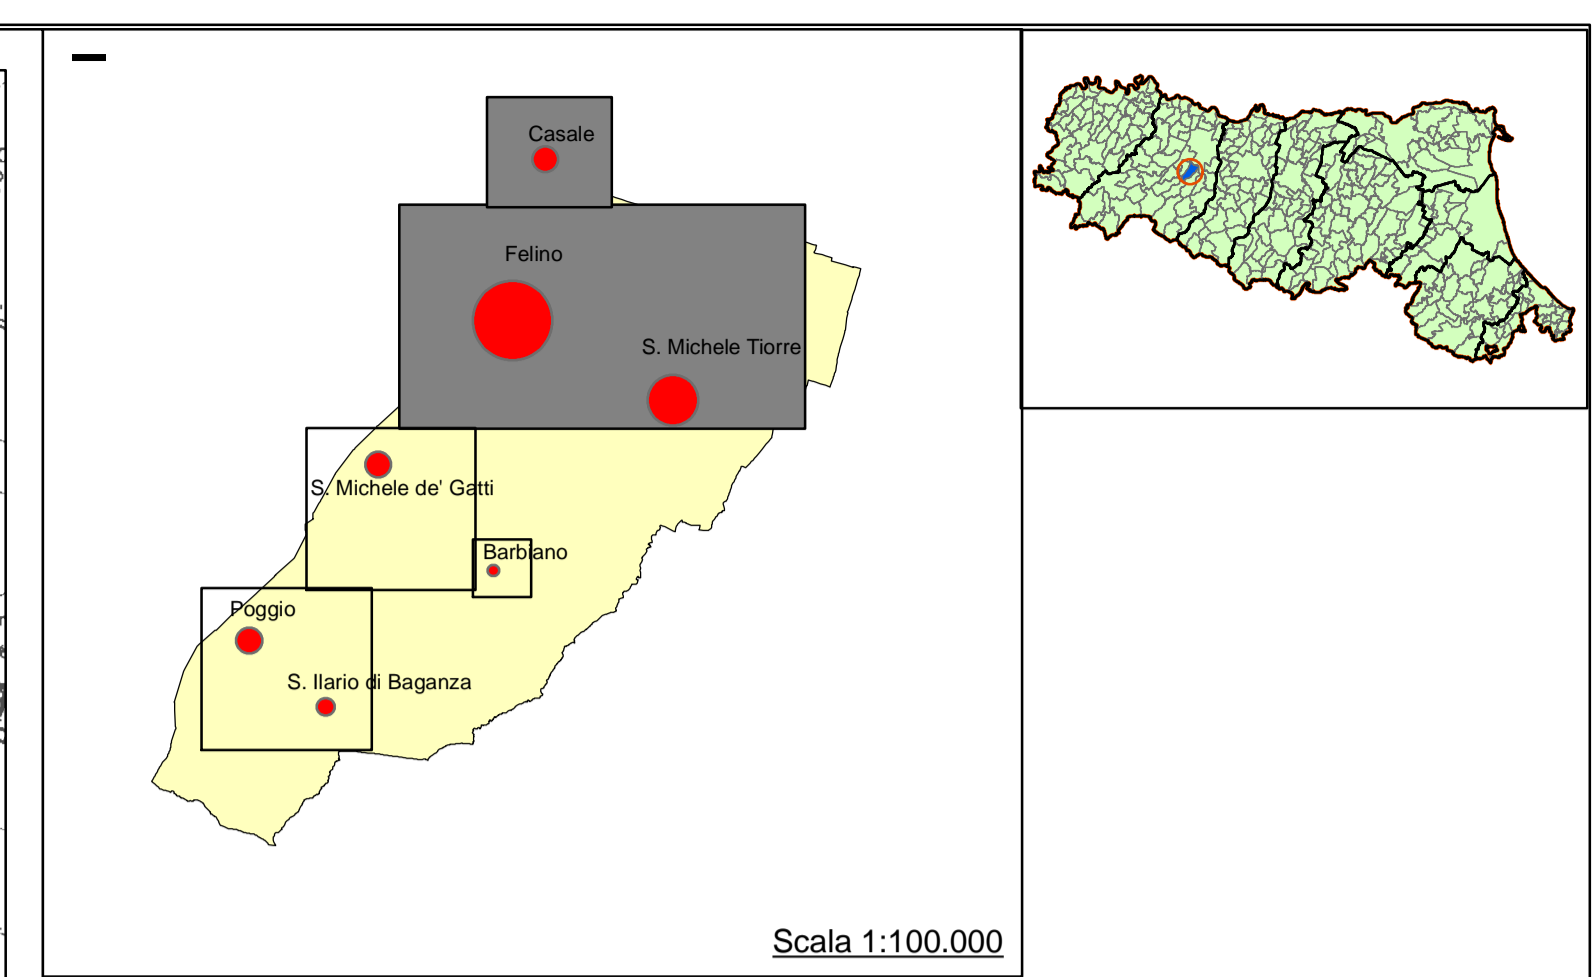 Casale
Felino
S. Michele Tiorre
S. Michele de' Gatti
Barbiano
Poggio
S. Ilario di Baganza
Scala 1:100.000